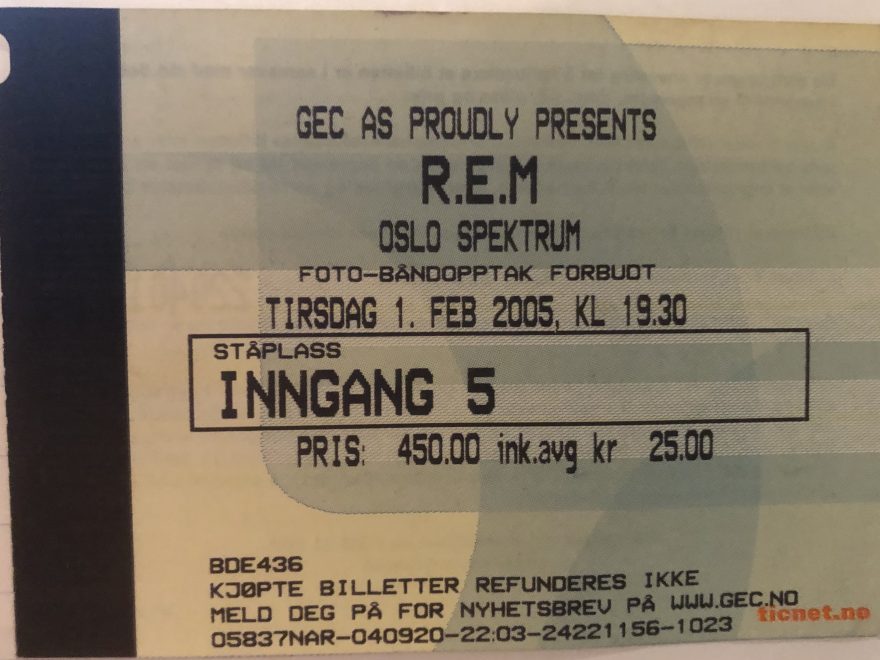 GEC AS PROUDLY PRESENTS
R.E.M
OSLO SPEKTRUM
FOTO-BÅNDOPPTAK FORBUDT
TIRSDAG 1. FEB 2005, KL 19.30
STÅPLASS
INNGANG 5
PRIS: 450.00 ink.avg kr 25.00
BDE436
KJØPTE BILLETTER REFUNDERES IKKE
MELD DEG PÅ FOR NYHETSBREV PÅ WWW.GEC.NO
ticnet.no
05837NAR-040920-22:03-24221156-1023